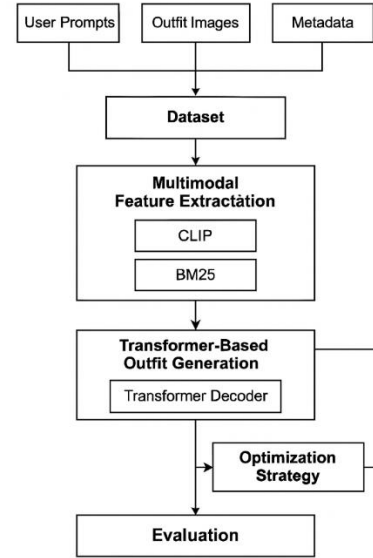 User Prompts
Outfit Images
Metadata
Dataset
Multimodal
Feature Extractàtion
CLIP
BM25
Transformer-Based
Outfit Generation
Transformer Decoder
Optimization
Strategy
Evaluation